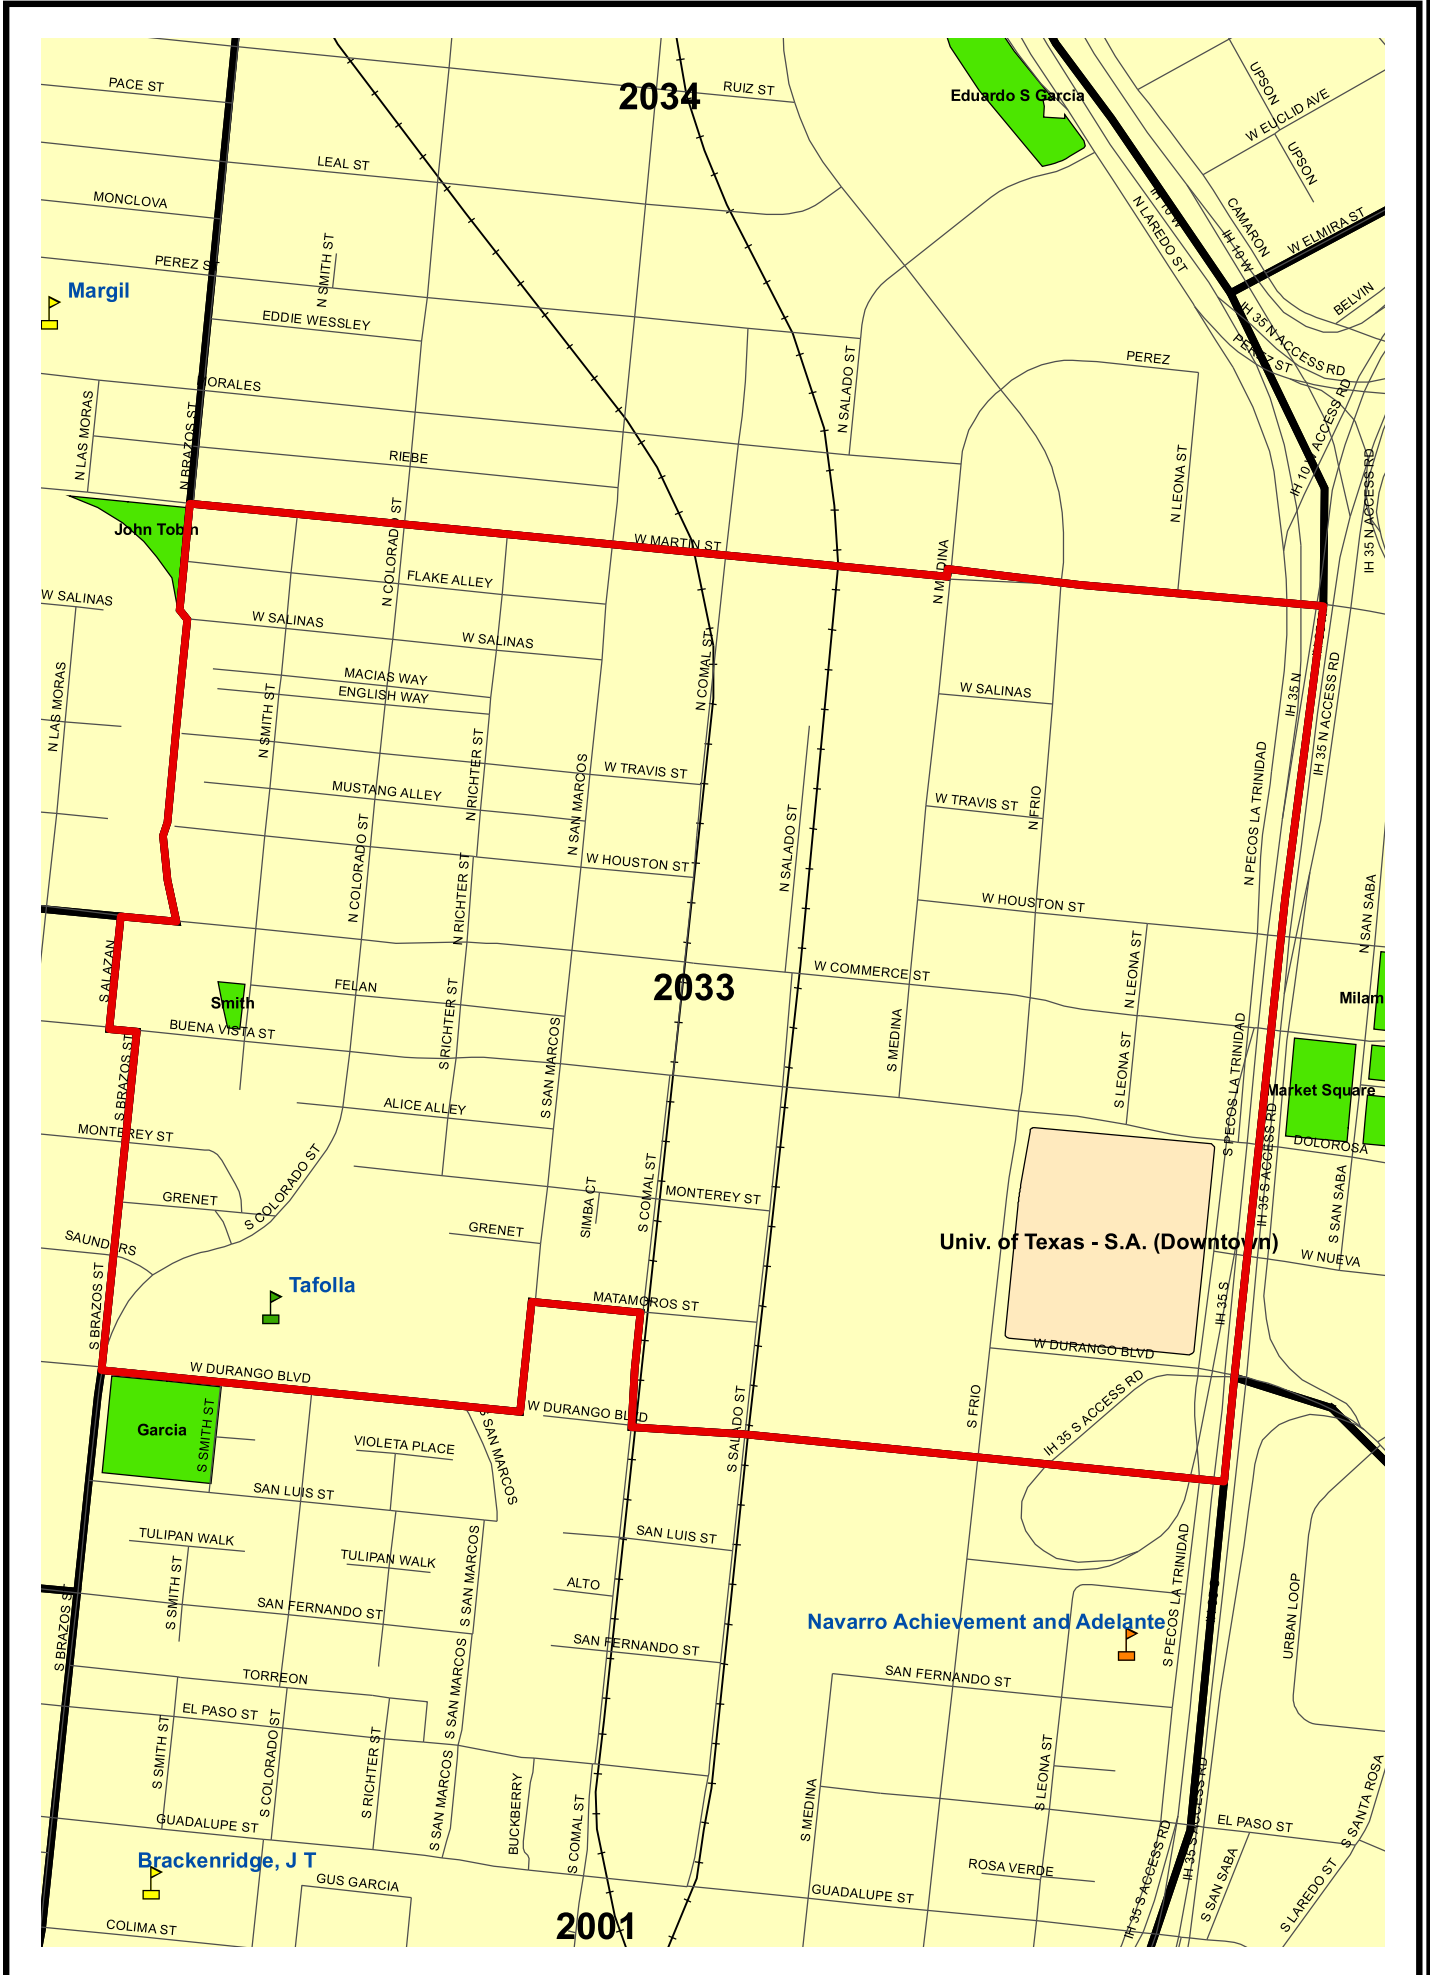 PACE ST
2034
RUIZ ST
Eduardo S Garcia
UPSON
W EUCLID AVE
LEAL ST
UPSON
MONCLOVA
N LAREDO ST
IH 10 W
CAMARON
W ELMIRA ST
IH 10 W
PEREZ ST
N SMITH ST
Margil
BELVIN
EDDIE WESSLEY
IH 35 N ACCESS RD
PEREZ ST
PEREZ
N SALADO ST
MORALES
N LAS MORAS
N BRAZOS ST
RIEBE
N LEONA ST
IH 10 W ACCESS RD
IH 35 N ACCESS RD
John Tobin
N COLORADO ST
W MARTIN ST
N MEDINA
FLAKE ALLEY
W SALINAS
W SALINAS
W SALINAS
N COMAL ST
MACIAS WAY
ENGLISH WAY
W SALINAS
IH 35 N
IH 35 N ACCESS RD
N LAS MORAS
N SMITH ST
N RICHTER ST
W TRAVIS ST
N SAN MARCOS
MUSTANG ALLEY
W TRAVIS ST
N FRIO
N PECOS LA TRINIDAD
N SALADO ST
N COLORADO ST
W HOUSTON ST
N RICHTER ST
W HOUSTON ST
N SAN SABA
S ALAZAN
N LEONA ST
W COMMERCE ST
2033
FELAN
Smith
Milam
BUENA VISTA ST
S RICHTER ST
S SAN MARCOS
S MEDINA
S LEONA ST
S PECOS LA TRINIDAD
S BRAZOS ST
Market Square
ALICE ALLEY
MONTEREY ST
DOLOROSA
IH 35 S ACCESS RD
S COLORADO ST
GRENET
SIMBA CT
S COMAL ST
MONTEREY ST
S SAN SABA
GRENET
SAUNDERS
Univ. of Texas - S.A. (Downtown)
W NUEVA
Tafolla
S BRAZOS ST
MATAMOROS ST
IH 35 S
W DURANGO BLVD
W DURANGO BLVD
S FRIO
IH 35 S ACCESS RD
W DURANGO BLVD
Garcia
S SMITH ST
S SAN MARCOS
S SALADO ST
VIOLETA PLACE
SAN LUIS ST
TULIPAN WALK
SAN LUIS ST
TULIPAN WALK
S SAN MARCOS
S PECOS LA TRINIDAD
S SMITH ST
ALTO
SAN FERNANDO ST
URBAN LOOP
S BRAZOS ST
Navarro Achievement and Adelante
SAN FERNANDO ST
SAN FERNANDO ST
TORREON
S SAN MARCOS
EL PASO ST
S COLORADO ST
S SMITH ST
S RICHTER ST
S SAN MARCOS
BUCKBERRY
S COMAL ST
S MEDINA
S LEONA ST
IH 35 S ACCESS RD
EL PASO ST
S SANTA ROSA
GUADALUPE ST
Brackenridge, J T
GUS GARCIA
ROSA VERDE
GUADALUPE ST
IH 35 S ACCESS RD
S SAN SABA
S LAREDO ST
COLIMA ST
2001